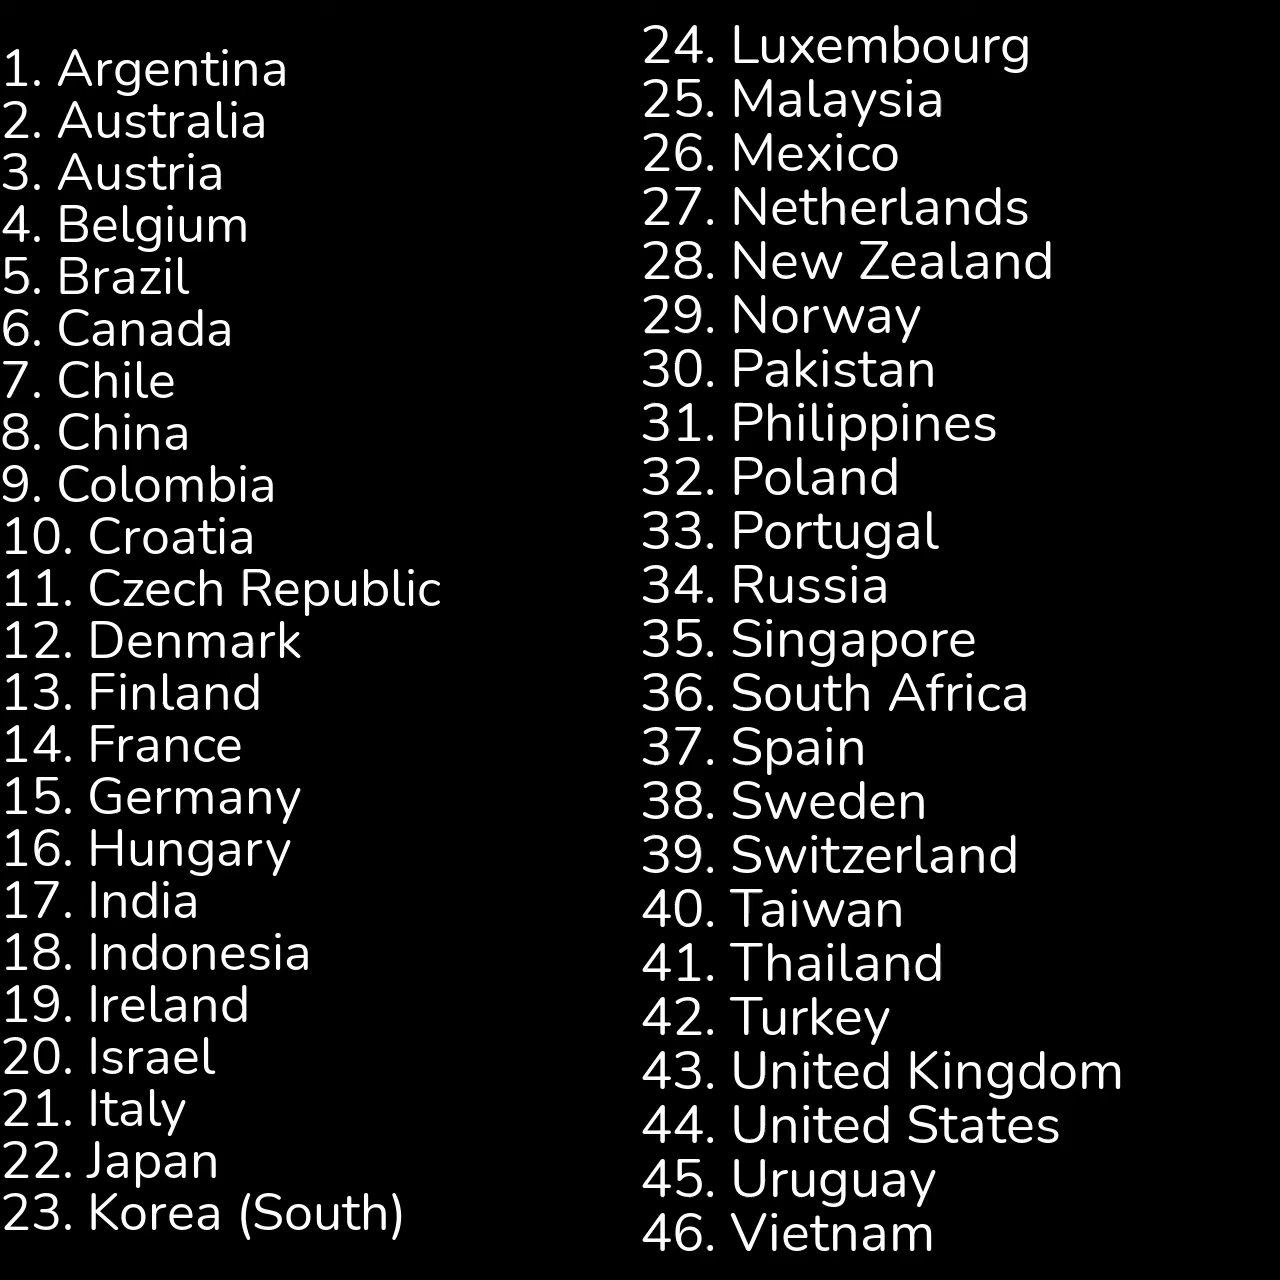 1. Argentina
2. Australia
3. Austria
4. Belgium
5. Brazil
6. Canada
7. Chile
8. China
9. Colombia
10. Croatia
11. Czech Republic
12. Denmark
13. Finland
14. France
15. Germany
16. Hungary
17. India
18. Indonesia
19. Ireland
20. Israel
21. Italy
22. Japan
23. Korea (South)
24. Luxembourg
25. Malaysia
26. Mexico
27. Netherlands
28. New Zealand
29. Norway
30. Pakistan
31. Philippines
32. Poland
33. Portugal
34. Russia
35. Singapore
36. South Africa
37. Spain
38. Sweden
39. Switzerland
40. Taiwan
41. Thailand
42. Turkey
43. United Kingdom
44. United States
45. Uruguay
46. Vietnam